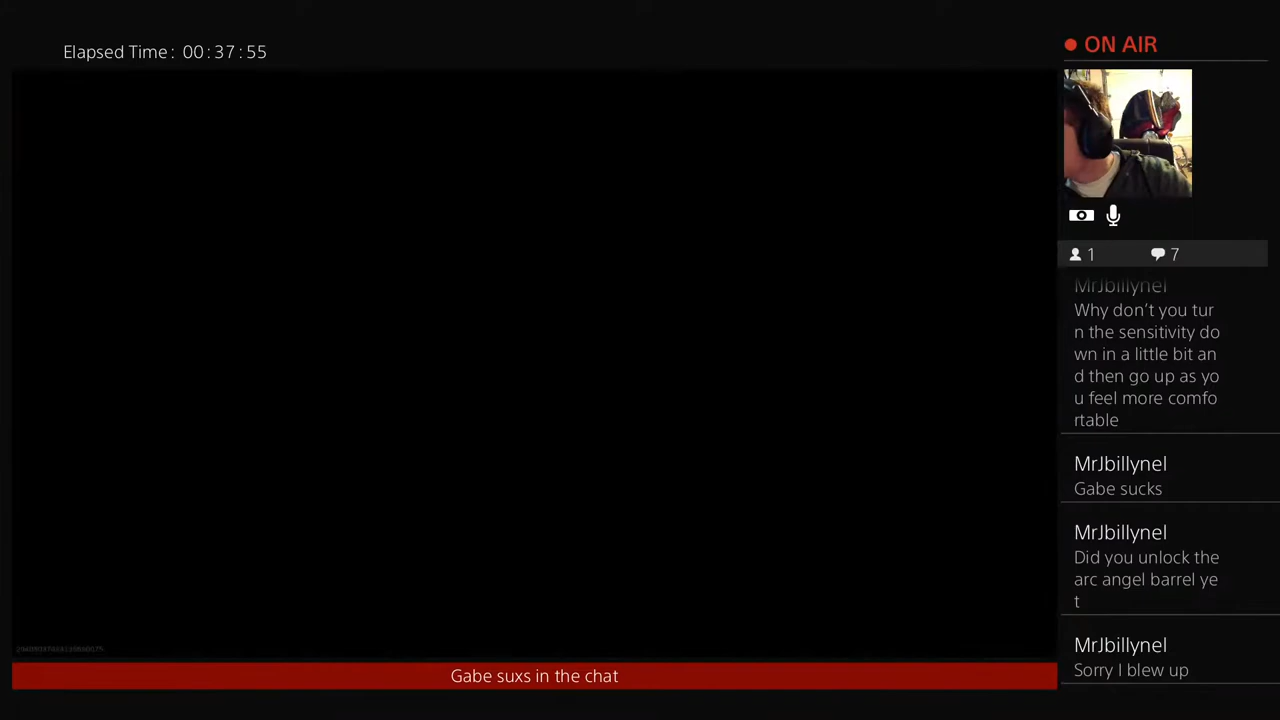 Elapsed Time: 00:37:55
ON AIR
1 7
MrJbillynel
Why don't you tur
n the sensitivity do
wn in a little bit an
d then go up as yo
u feel more comfo
rtable
MrJbillynel
Gabe sucks
MrJbillynel
Did you unlock the
arc angel barrel ye
t
MrJbillynel
Sorry I blew up
Gabe suxs in the chat